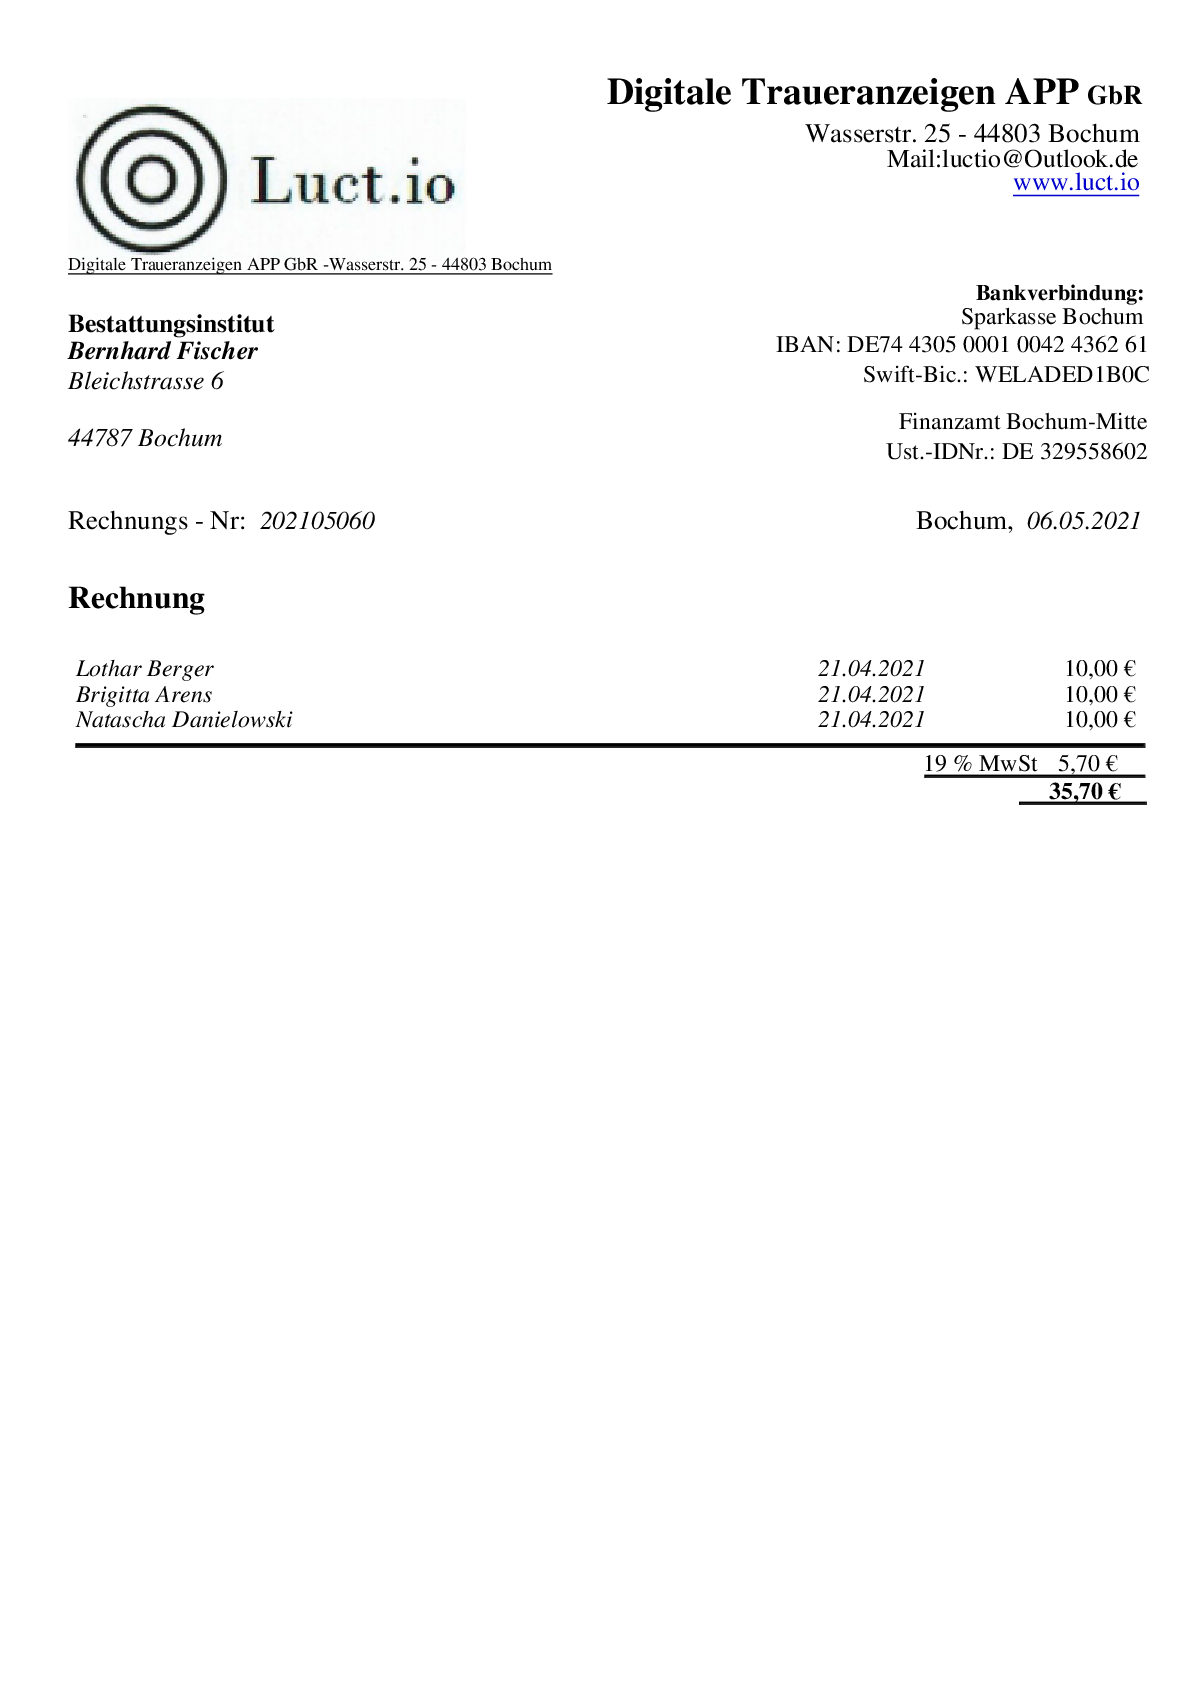 Digitale Traueranzeigen APP GbR
Wasserstr. 25 - 44803 Bochum
Mail:luctio@Outlook.de
www.luct.io
Luct.io
Digitale Traueranzeigen APP GbR -Wasserstr. 25 - 44803 Bochum
Bankverbindung:
Sparkasse Bochum
IBAN: DE74 4305 0001 0042 4362 61
Swift-Bic.: WELADED1B0C
Bestattungsinstitut
Bernhard Fischer
Bleichstrasse 6
44787 Bochum
Finanzamt Bochum-Mitte
Ust.-IDNr.: DE 329558602
Rechnungs - Nr: 202105060 Bochum, 06.05.2021
Rechnung
Lothar Berger 21.04.2021 10,00 €
Brigitta Arens 21.04.2021 10,00 €
Natascha Danielowski 21.04.2021 10,00 €
19 % MwSt 5,70 €
35,70 €